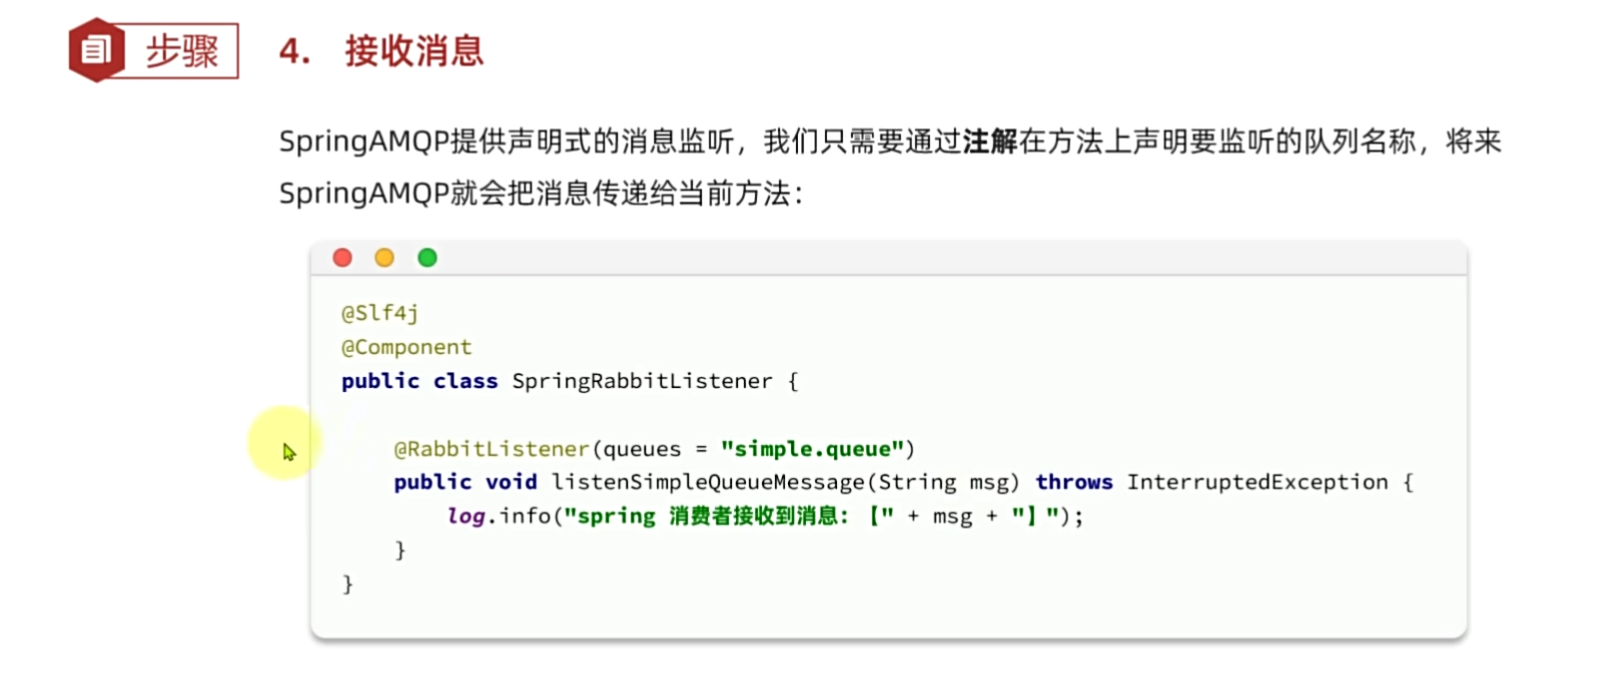 步骤
4. 接收消息
SpringAMQP提供声明式的消息监听，我们只需要通过注解在方法上声明要监听的队列名称，将来
SpringAMQP就会把消息传递给当前方法：
@Slf4j
@Component
public class SpringRabbitListener {
@RabbitListener(queues = "simple.queue")
public void listenSimpleQueueMessage(String msg) throws InterruptedException {
log.info("spring 消费者接收到消息：【" + msg + "】");
}
}